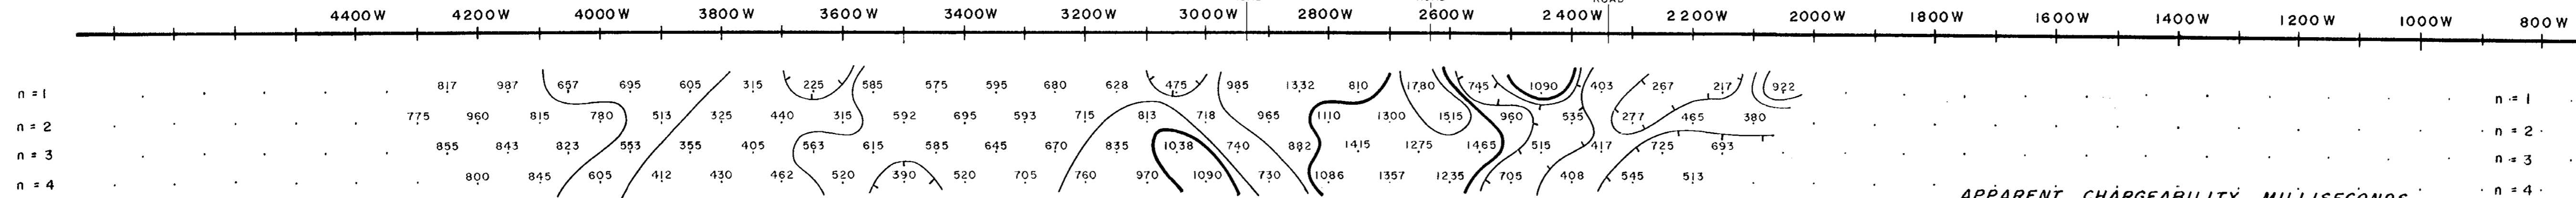 4400W 4200W 4000W 3800W 3600W 3400W 3200W 3000W 2800W 2600W 2400W 2200W 2000W 1800W 1600W 1400W 1200W 1000W 800W
n = 1 817 987 657 695 605 315 225 585 575 595 680 628 475 985 1332 810 1780 745 1090 403 267 217 922 n = 1
n = 2 775 960 815 780 513 325 440 315 592 695 593 715 813 718 965 1110 1300 1515 960 535 277 465 380 n = 2
n = 3 855 843 823 553 355 405 563 615 585 645 670 835 1038 740 882 1415 1275 1465 515 417 725 693 n = 3
n = 4 800 845 605 412 430 462 520 390 520 705 760 970 1090 730 1086 1357 1235 705 408 545 513 n = 4
APPARENT CHARGEABILITY MILLISECONDS